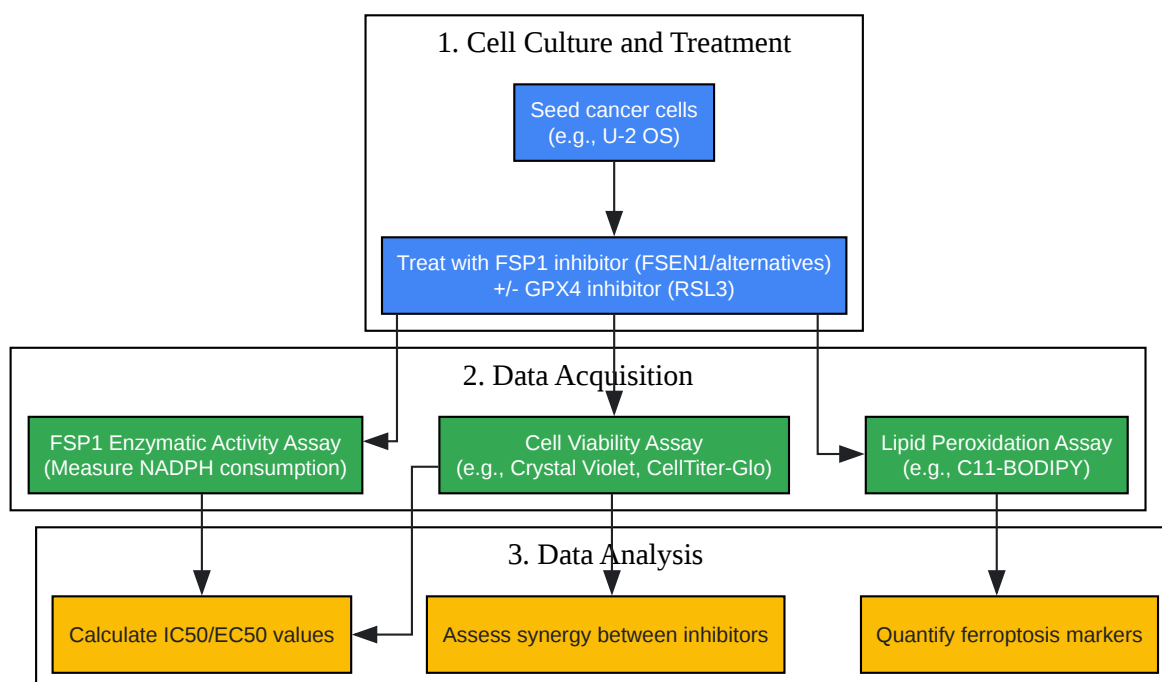 1. Cell Culture and Treatment
Seed cancer cells
(e.g., U-2 OS)
Treat with FSP1 inhibitor (FSEN1/alternatives)
+/- GPX4 inhibitor (RSL3)
2. Data Acquisition
FSP1 Enzymatic Activity Assay
(Measure NADPH consumption)
Cell Viability Assay
(e.g., Crystal Violet, CellTiter-Glo)
Lipid Peroxidation Assay
(e.g., C11-BODIPY)
3. Data Analysis
Calculate IC50/EC50 values
Assess synergy between inhibitors
Quantify ferroptosis markers